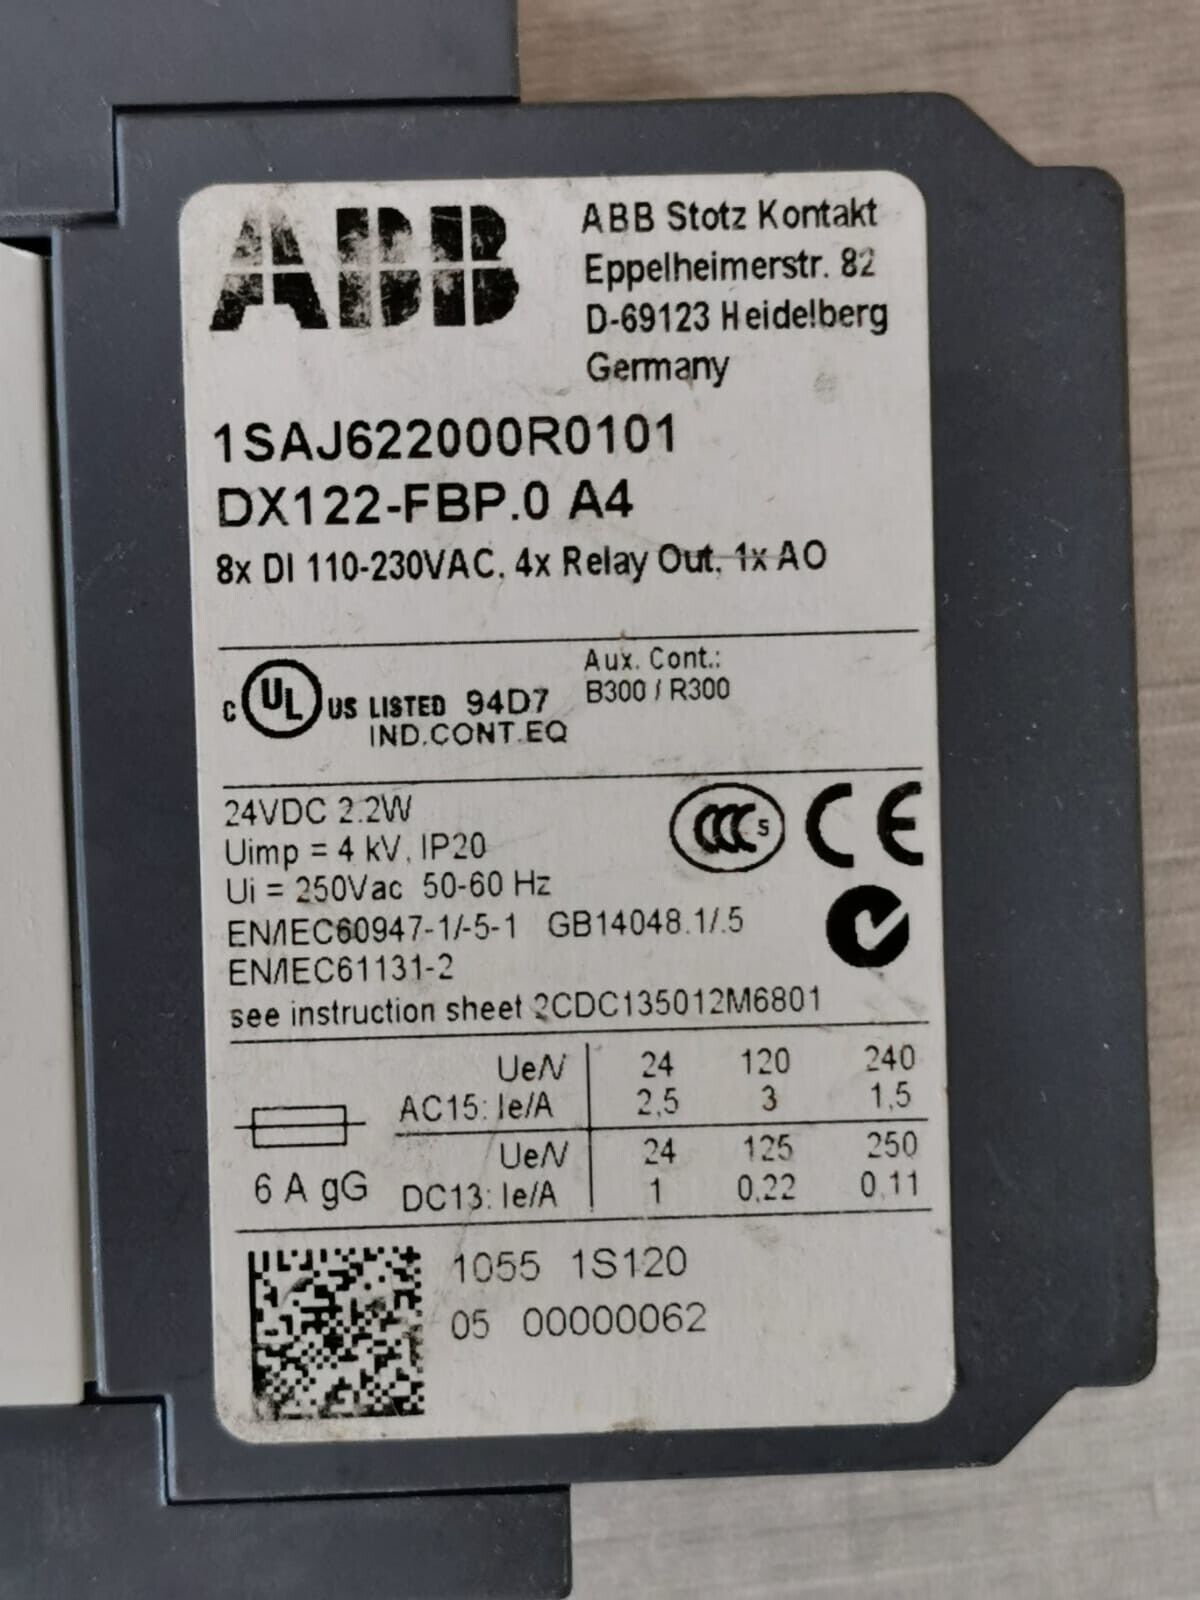 ABB
ABB Stotz Kontakt
Eppelheimerstr. 82
D-69123 Heidelberg
Germany
1SAJ622000R0101
DX122-FBP.0 A4
8x DI 110-230VAC, 4x Relay Out, 1x AO
C UL US LISTED 94D7
IND.CONT.EQ
Aux. Cont.:
B300 / R300
24VDC 2.2W
Uimp = 4 kV, IP20
Ui = 250Vac 50-60 Hz
EN/IEC60947-1/-5-1 GB14048.1/.5
EN/IEC61131-2
see instruction sheet 2CDC135012M6801
CCC S CE
Ue/V 24 120 240
AC15: Ie/A 2,5 3 1,5
Ue/V 24 125 250
DC13: Ie/A 1 0,22 0,11
6 A gG
1055 1S120
05 00000062